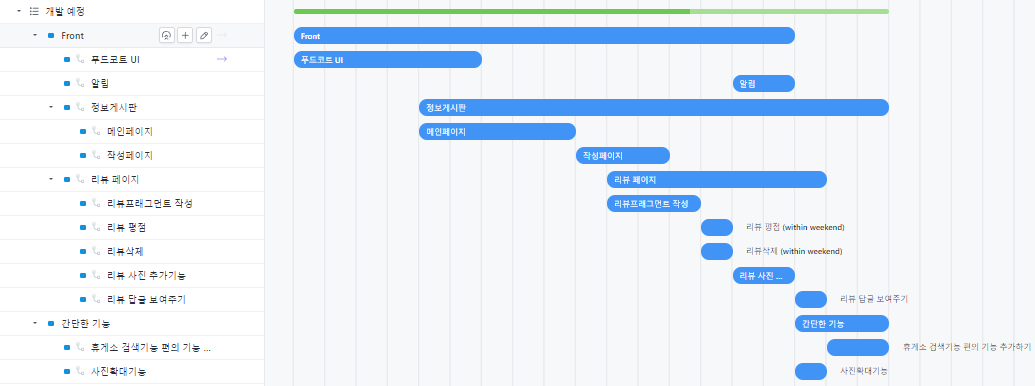 개발 예정
Front
Front
푸드코트 UI
푸드코트 UI
알림
알림
정보게시판
정보게시판
메인페이지
메인페이지
작성페이지
작성페이지
리뷰 페이지
리뷰 페이지
리뷰프래그먼트 작성
리뷰프래그먼트 작성
리뷰 평점
리뷰 평점 (within weekend)
리뷰삭제
리뷰삭제 (within weekend)
리뷰 사진 추가기능
리뷰 사진 ...
리뷰 답글 보여주기
리뷰 답글 보여주기
간단한 기능
간단한 기능
휴게소 검색기능 편의 기능 ...
휴게소 검색기능 편의 기능 추가하기
사진확대기능
사진확대기능